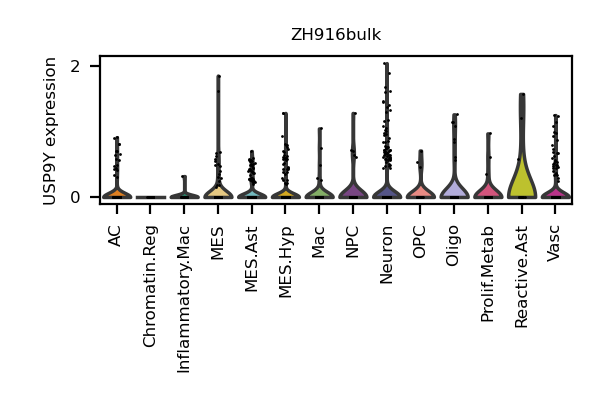 ZH916bulk
USP9Y expression
2
0
AC
Chromatin.Reg
Inflammatory.Mac
MES
MES.Ast
MES.Hyp
Mac
NPC
Neuron
OPC
Oligo
Prolif.Metab
Reactive.Ast
Vasc